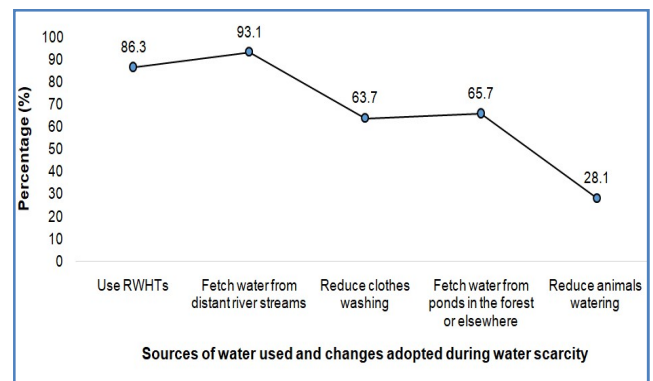 Percentage (%)
100
90
80
70
60
50
40
30
20
10
0
86.3
93.1
63.7
65.7
28.1
Use RWHTs
Fetch water from
distant river streams
Reduce clothes
washing
Fetch water from
ponds in the forest
or elsewhere
Reduce animals
watering
Sources of water used and changes adopted during water scarcity